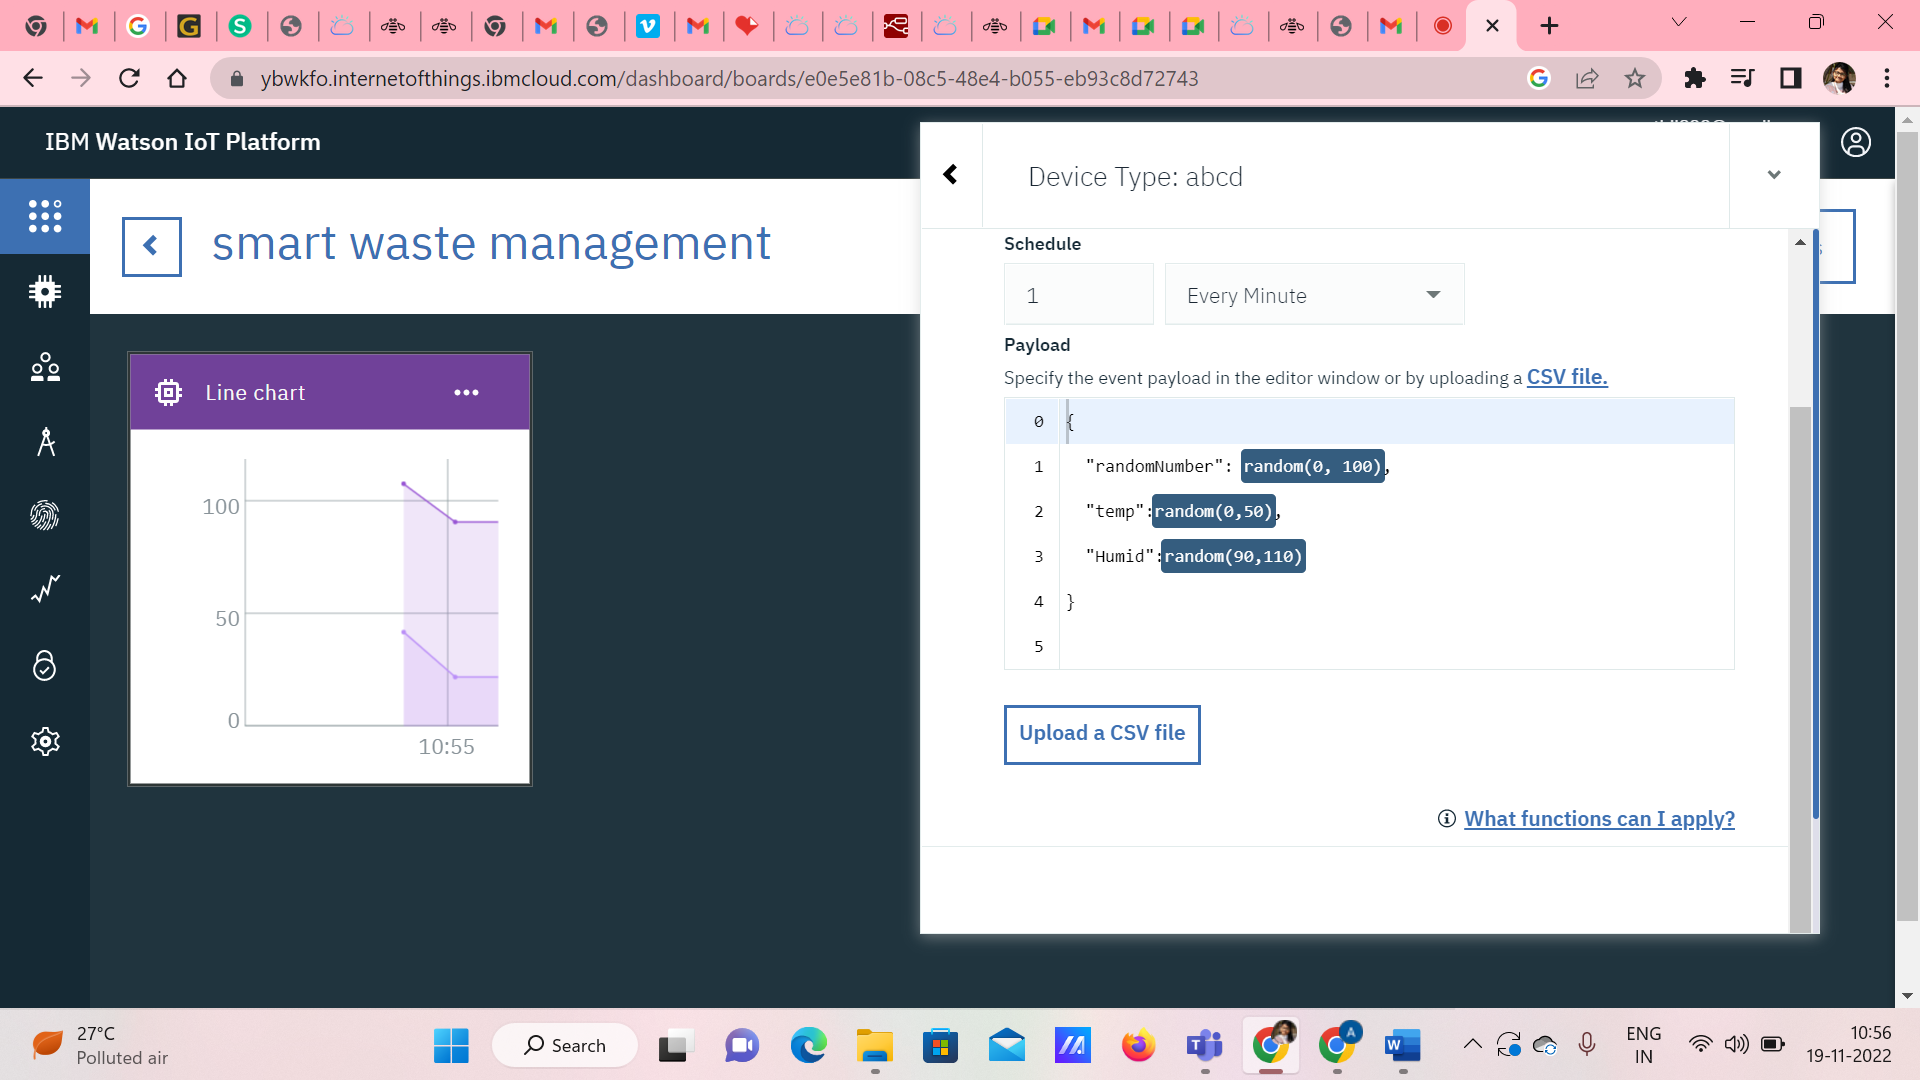 ybwkfo.internetofthings.ibmcloud.com/dashboard/boards/e0e5e81b-08c5-48e4-b055-eb93c8d72743
IBM Watson IoT Platform
Device Type: abcd
smart waste management
Schedule
1
Every Minute
Payload
Specify the event payload in the editor window or by uploading a CSV file.
0 {
1 "randomNumber": random(0, 100),
2 "temp":random(0,50),
3 "Humid":random(90,110)
4 }
5
Upload a CSV file
What functions can I apply?
Line chart
100
50
0
10:55
27°C
Polluted air
Search
A
ENG
IN
10:56
19-11-2022